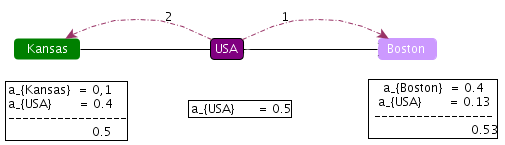 2
1
Kansas
USA
Boston
a_{Kansas} = 0,1
a_{USA} = 0.4
0.5
a_{USA} = 0.5
a_{Boston} = 0.4
a_{USA} = 0.13
0.53